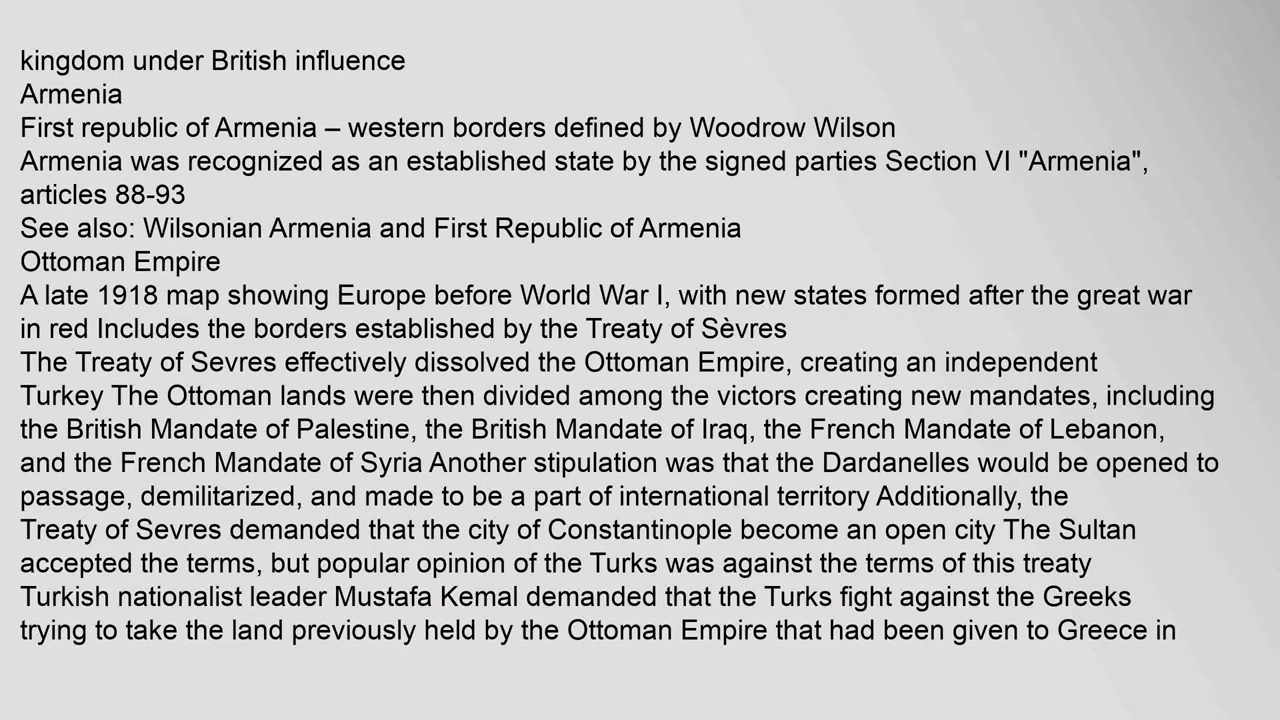 kingdom under British influence
Armenia
First republic of Armenia – western borders defined by Woodrow Wilson
Armenia was recognized as an established state by the signed parties Section VI "Armenia",
articles 88-93
See also: Wilsonian Armenia and First Republic of Armenia
Ottoman Empire
A late 1918 map showing Europe before World War I, with new states formed after the great war
in red Includes the borders established by the Treaty of Sèvres
The Treaty of Sevres effectively dissolved the Ottoman Empire, creating an independent
Turkey The Ottoman lands were then divided among the victors creating new mandates, including
the British Mandate of Palestine, the British Mandate of Iraq, the French Mandate of Lebanon,
and the French Mandate of Syria Another stipulation was that the Dardanelles would be opened to
passage, demilitarized, and made to be a part of international territory Additionally, the
Treaty of Sevres demanded that the city of Constantinople become an open city The Sultan
accepted the terms, but popular opinion of the Turks was against the terms of this treaty
Turkish nationalist leader Mustafa Kemal demanded that the Turks fight against the Greeks
trying to take the land previously held by the Ottoman Empire that had been given to Greece in